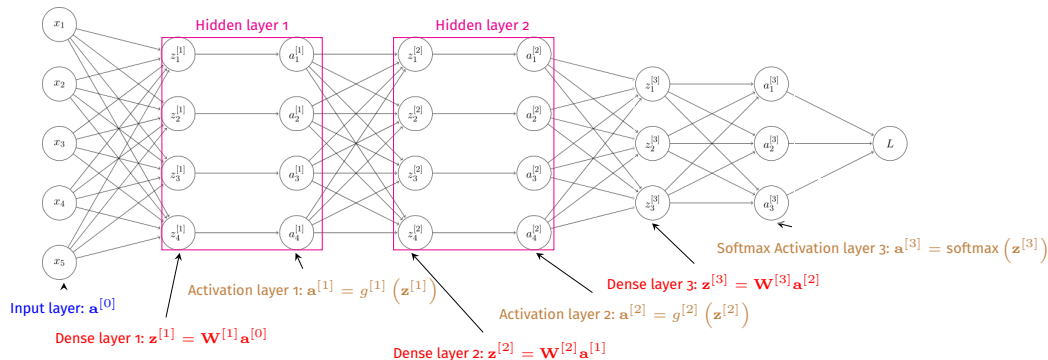 Hidden layer 1
Hidden layer 2
x₁
x₂
x₃
x₄
x₅
z₁^[1]
z₂^[1]
z₃^[1]
z₄^[1]
a₁^[1]
a₂^[1]
a₃^[1]
a₄^[1]
z₁^[2]
z₂^[2]
z₃^[2]
z₄^[2]
a₁^[2]
a₂^[2]
a₃^[2]
a₄^[2]
z₁^[3]
z₂^[3]
z₃^[3]
a₁^[3]
a₂^[3]
a₃^[3]
L
Input layer: a^[0]
Dense layer 1: z^[1] = W^[1]a^[0]
Activation layer 1: a^[1] = g^[1] (z^[1])
Dense layer 2: z^[2] = W^[2]a^[1]
Activation layer 2: a^[2] = g^[2] (z^[2])
Dense layer 3: z^[3] = W^[3]a^[2]
Softmax Activation layer 3: a^[3] = softmax (z^[3])